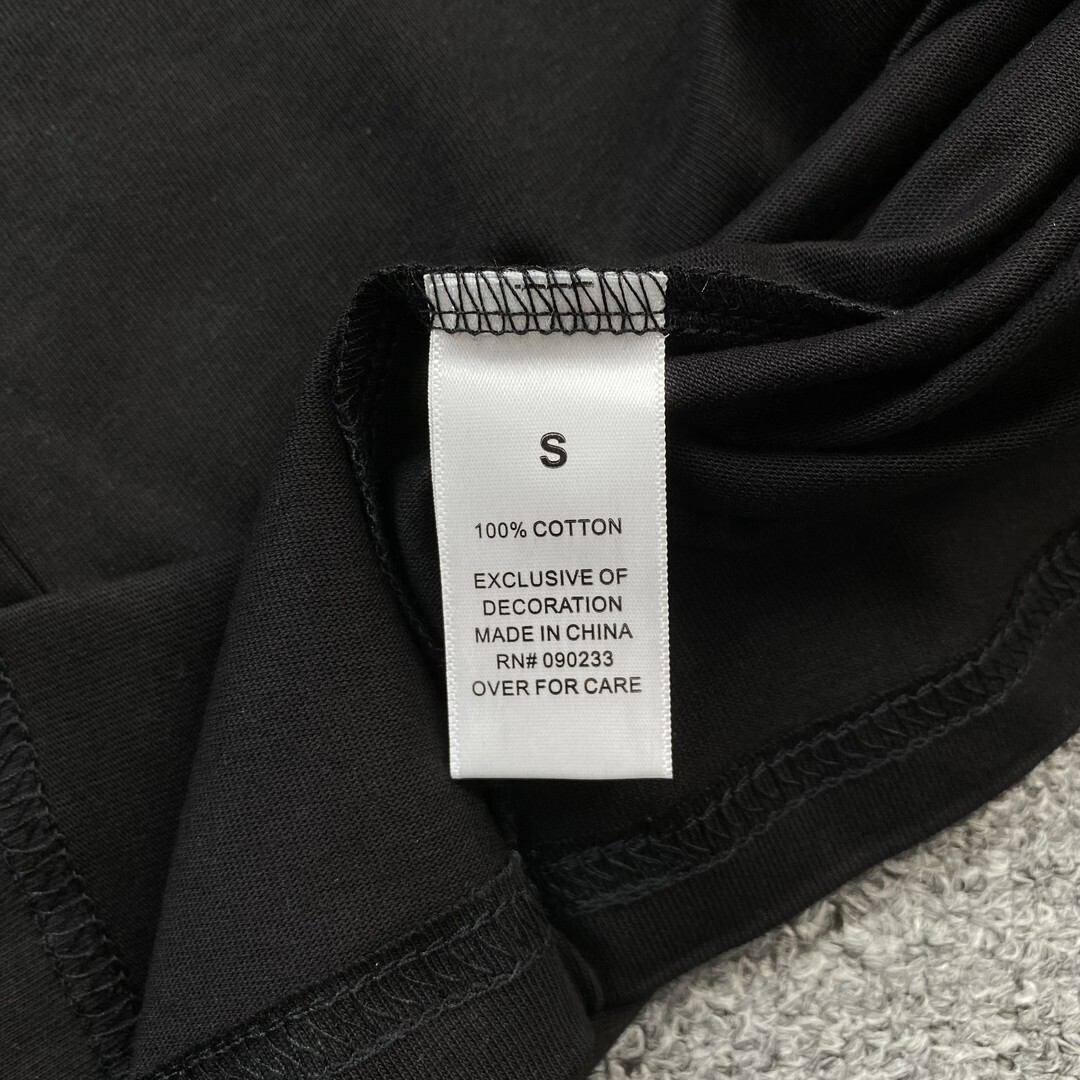 S
100% COTTON
EXCLUSIVE OF
DECORATION
MADE IN CHINA
RN# 090233
OVER FOR CARE